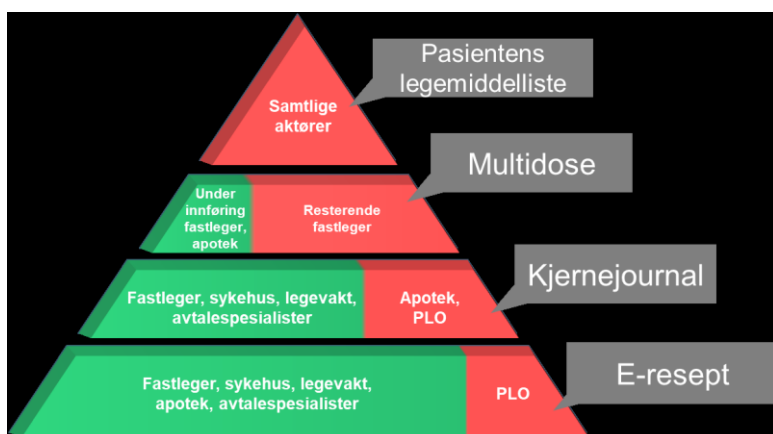 Pasientens
legemiddelliste
Samtlige
aktører
Multidose
Under
innføring
fastleger,
apotek
Resterende
fastleger
Kjernejournal
Fastleger, sykehus, legevakt,
avtalespesialister
Apotek,
PLO
E-resept
Fastleger, sykehus, legevakt,
apotek, avtalespesialister
PLO